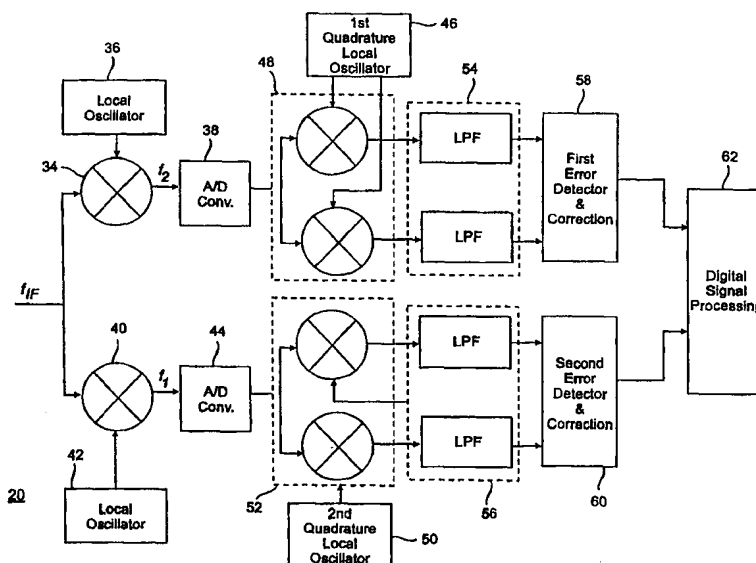 36
Local
Oscillator
34
f2
38
A/D
Conv.
48
1st
Quadrature
Local
Oscillator
46
54
LPF
LPF
58
First
Error
Detector
&
Correction
62
Digital
Signal
Processing
fIF
40
f1
44
A/D
Conv.
42
Local
Oscillator
20
52
2nd
Quadrature
Local
Oscillator
50
LPF
LPF
56
Second
Error
Detector
&
Correction
60